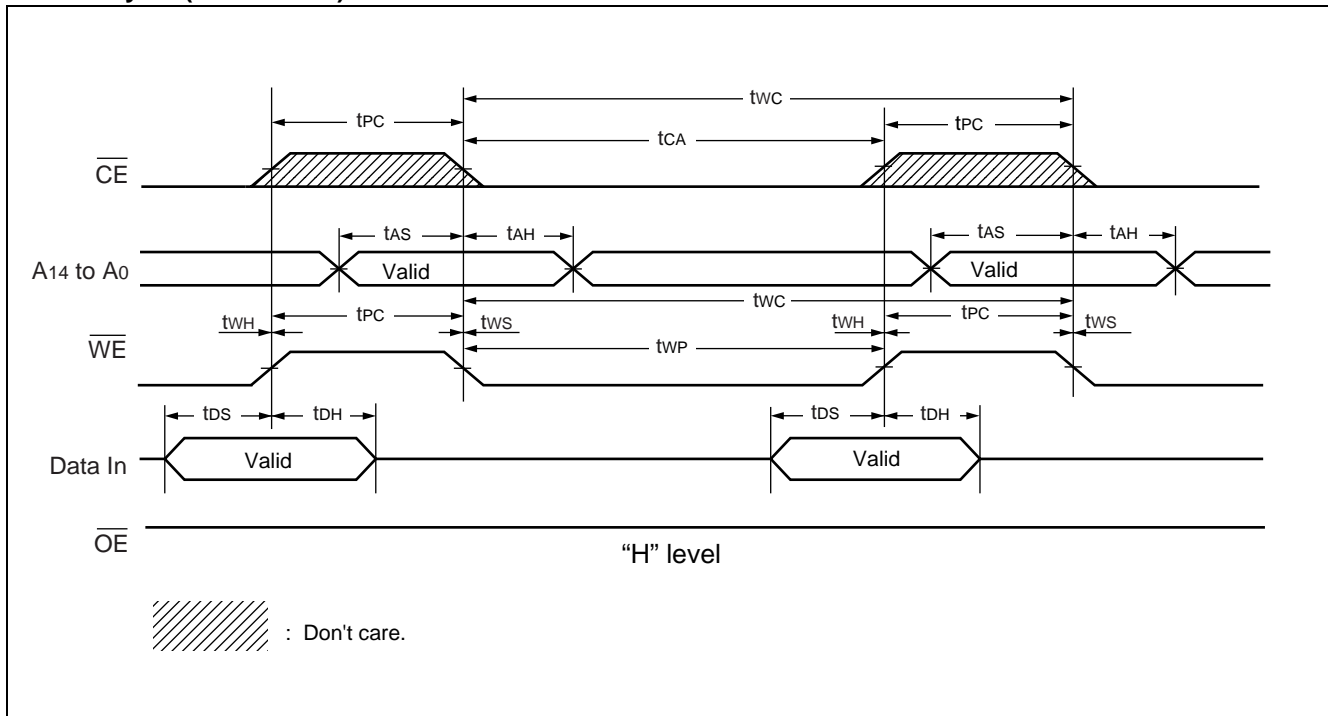 tWC
tPC tCA tPC
CE
tAS tAH tAS tAH
A14 to A0 Valid Valid
tWC
tWH tPC tWS tWH tPC tWS
WE tWP
tDS tDH tDS tDH
Data In Valid Valid
OE
“H” level
: Don't care.